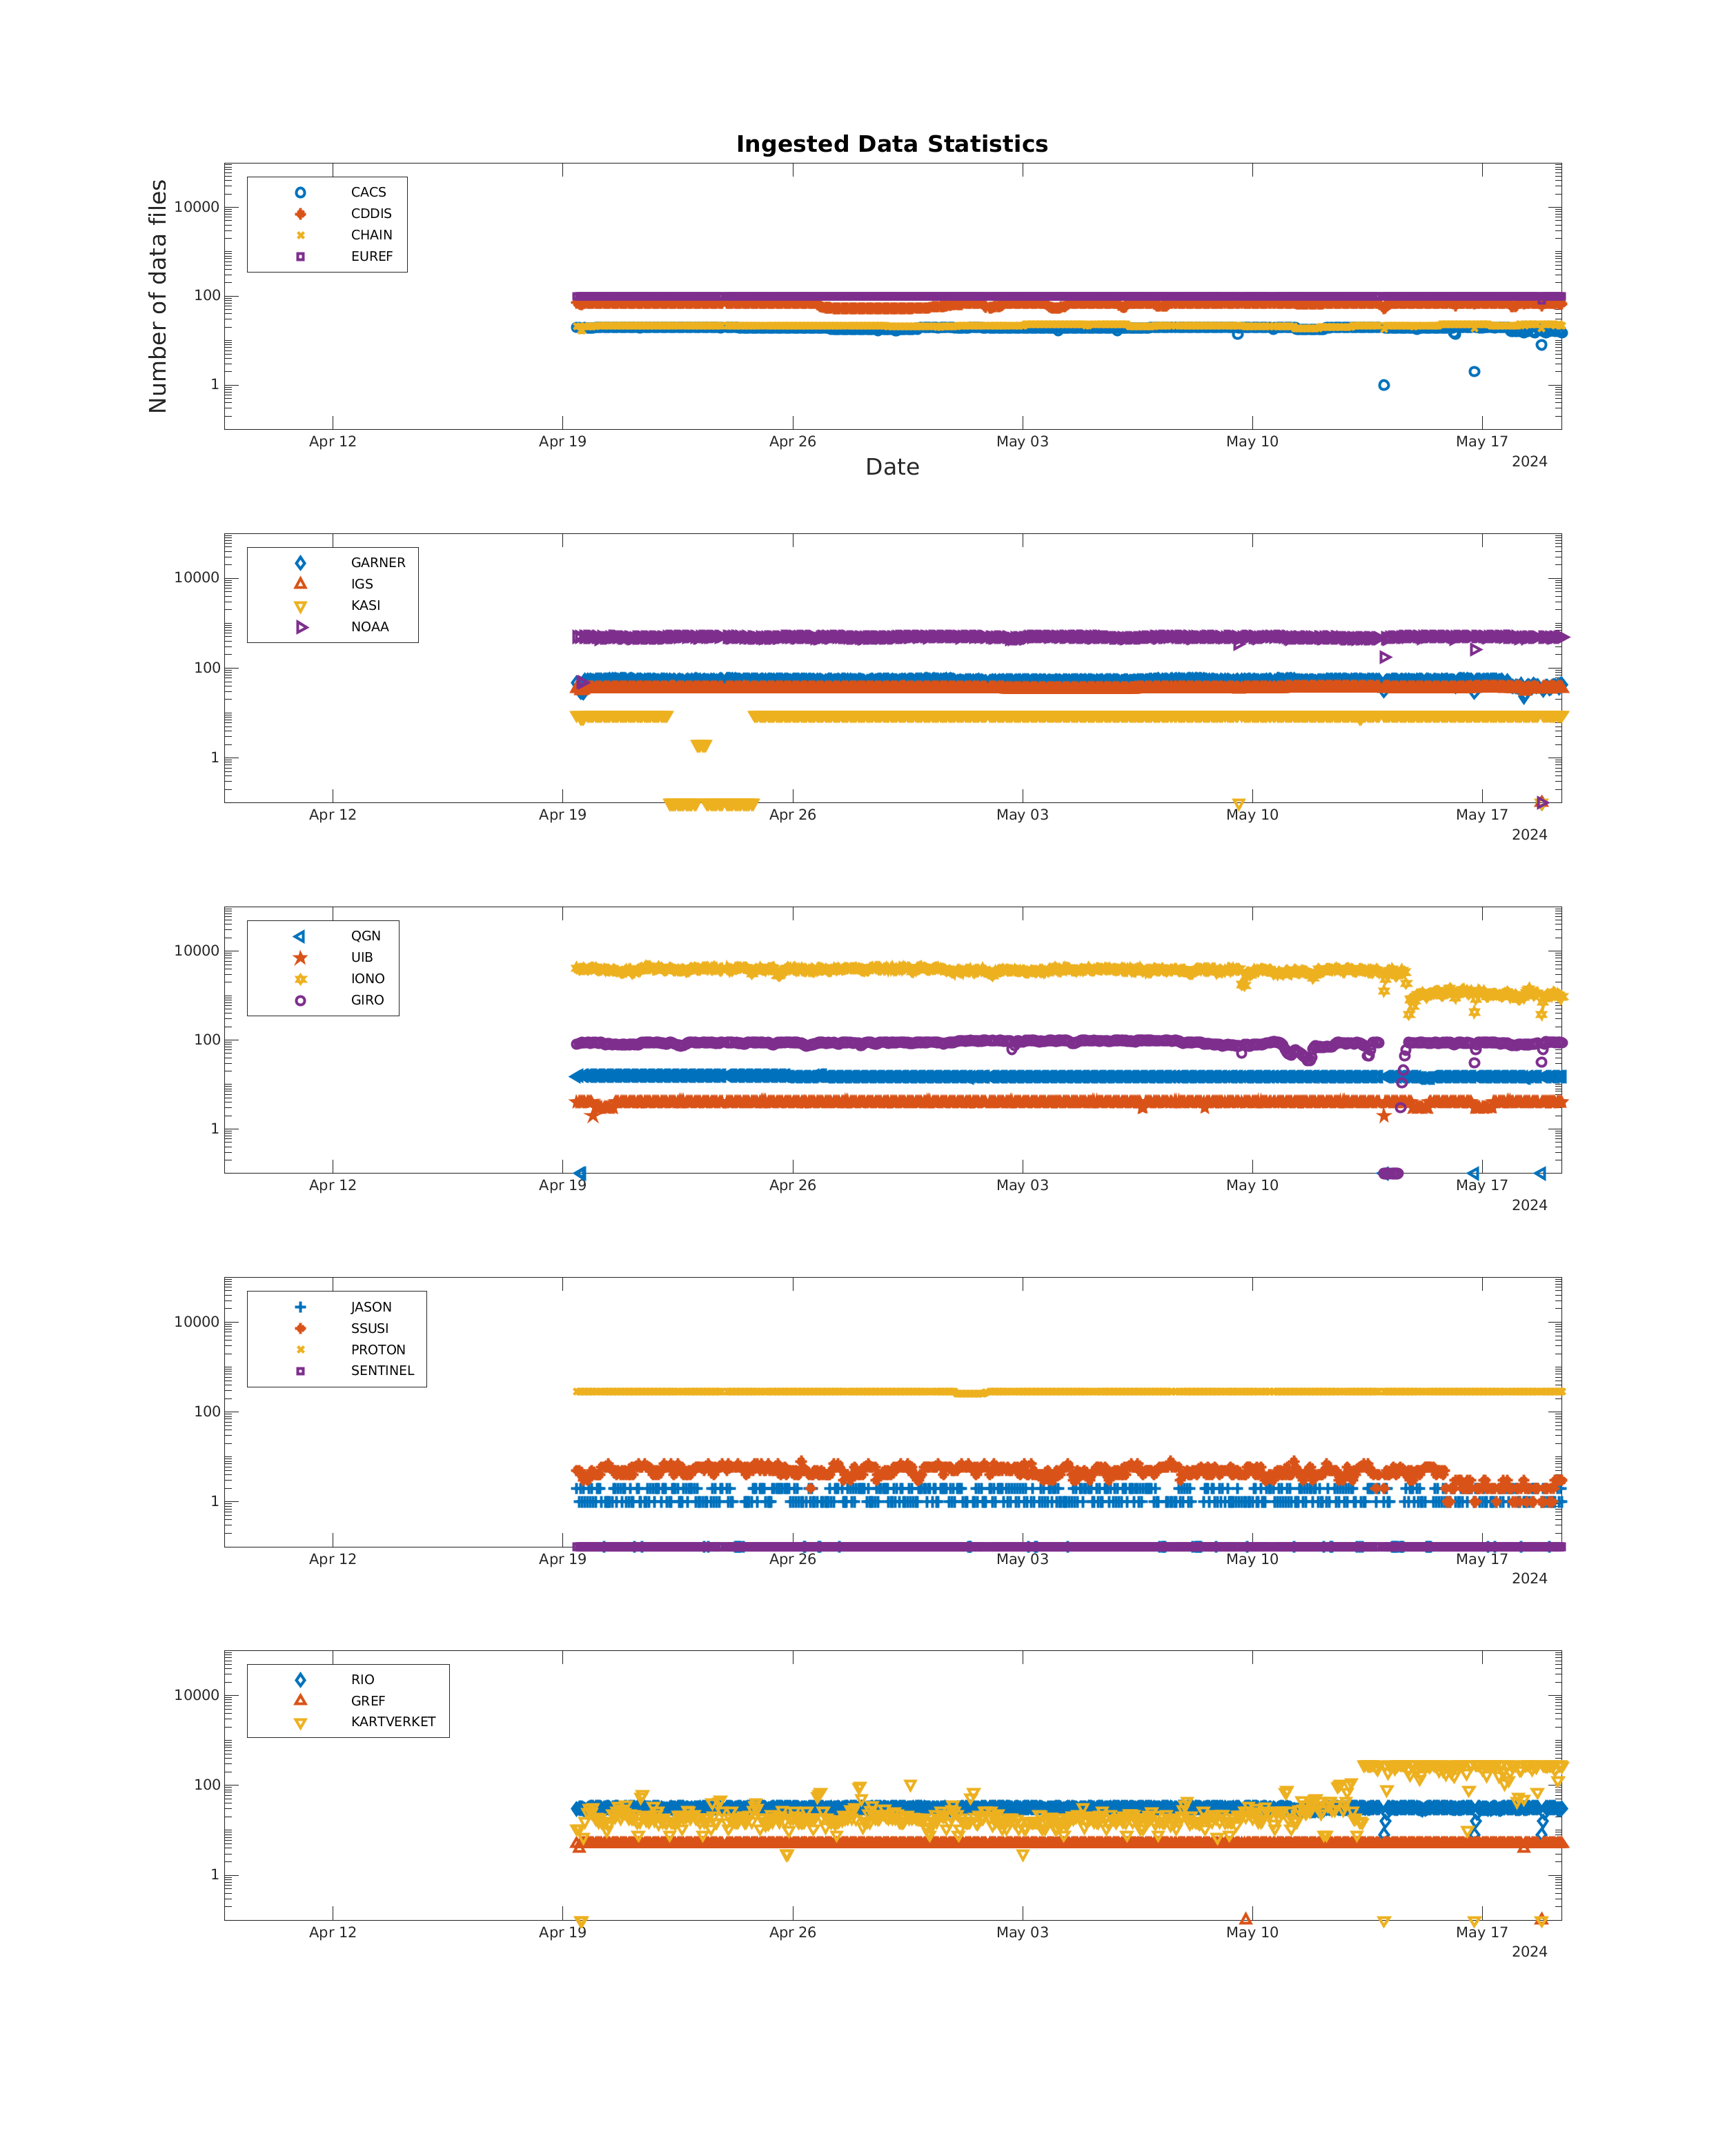 Ingested Data Statistics
Number of data files
CACS
CDDIS
CHAIN
EUREF
10000
100
1
Apr 12 Apr 19 Apr 26 May 03 May 10 May 17
2024
Date
GARNER
IGS
KASI
NOAA
10000
100
1
Apr 12 Apr 19 Apr 26 May 03 May 10 May 17
2024
QGN
UIB
IONO
GIRO
10000
100
1
Apr 12 Apr 19 Apr 26 May 03 May 10 May 17
2024
JASON
SSUSI
PROTON
SENTINEL
10000
100
1
Apr 12 Apr 19 Apr 26 May 03 May 10 May 17
2024
RIO
GREF
KARTVERKET
10000
100
1
Apr 12 Apr 19 Apr 26 May 03 May 10 May 17
2024